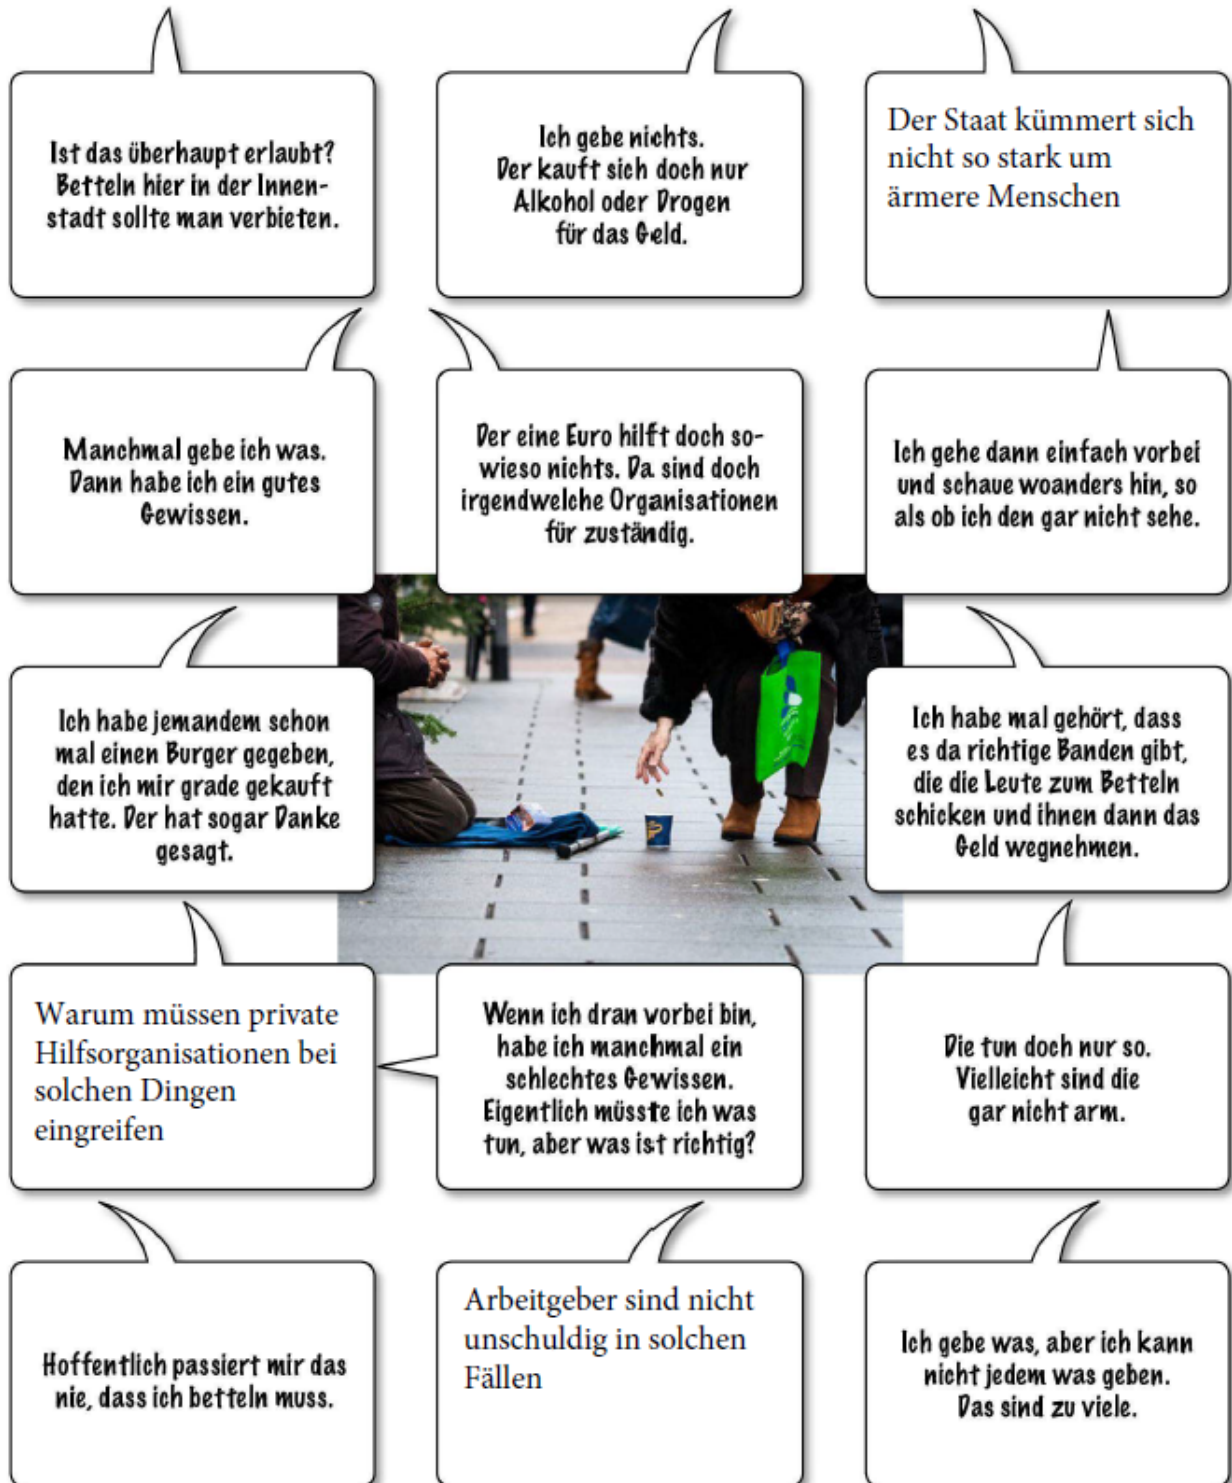 Ist das überhaupt erlaubt?
Betteln hier in der Innen-
stadt sollte man verbieten.
Ich gebe nichts.
Der kauft sich doch nur
Alkohol oder Drogen
für das Geld.
Der Staat kümmert sich
nicht so stark um
ärmere Menschen
Manchmal gebe ich was.
Dann habe ich ein gutes
Gewissen.
Der eine Euro hilft doch so-
wieso nichts. Da sind doch
irgendwelche Organisationen
für zuständig.
Ich gehe dann einfach vorbei
und schaue woanders hin, so
als ob ich den gar nicht sehe.
Ich habe jemandem schon
mal einen Burger gegeben,
den ich mir grade gekauft
hatte. Der hat sogar Danke
gesagt.
Ich habe mal gehört, dass
es da richtige Banden gibt,
die die Leute zum Betteln
schicken und ihnen dann das
Geld wegnehmen.
Warum müssen private
Hilfsorganisationen bei
solchen Dingen
eingreifen
Wenn ich dran vorbei bin,
habe ich manchmal ein
schlechtes Gewissen.
Eigentlich müsste ich was
tun, aber was ist richtig?
Die tun doch nur so.
Vielleicht sind die
gar nicht arm.
Hoffentlich passiert mir das
nie, dass ich betteln muss.
Arbeitgeber sind nicht
unschuldig in solchen
Fällen
Ich gebe was, aber ich kann
nicht jedem was geben.
Das sind zu viele.